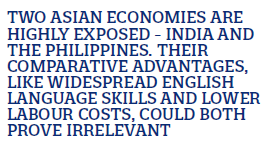 TWO ASIAN ECONOMIES ARE
HIGHLY EXPOSED – INDIA AND
THE PHILIPPINES. THEIR
COMPARATIVE ADVANTAGES,
LIKE WIDESPREAD ENGLISH
LANGUAGE SKILLS AND LOWER
LABOUR COSTS, COULD BOTH
PROVE IRRELEVANT